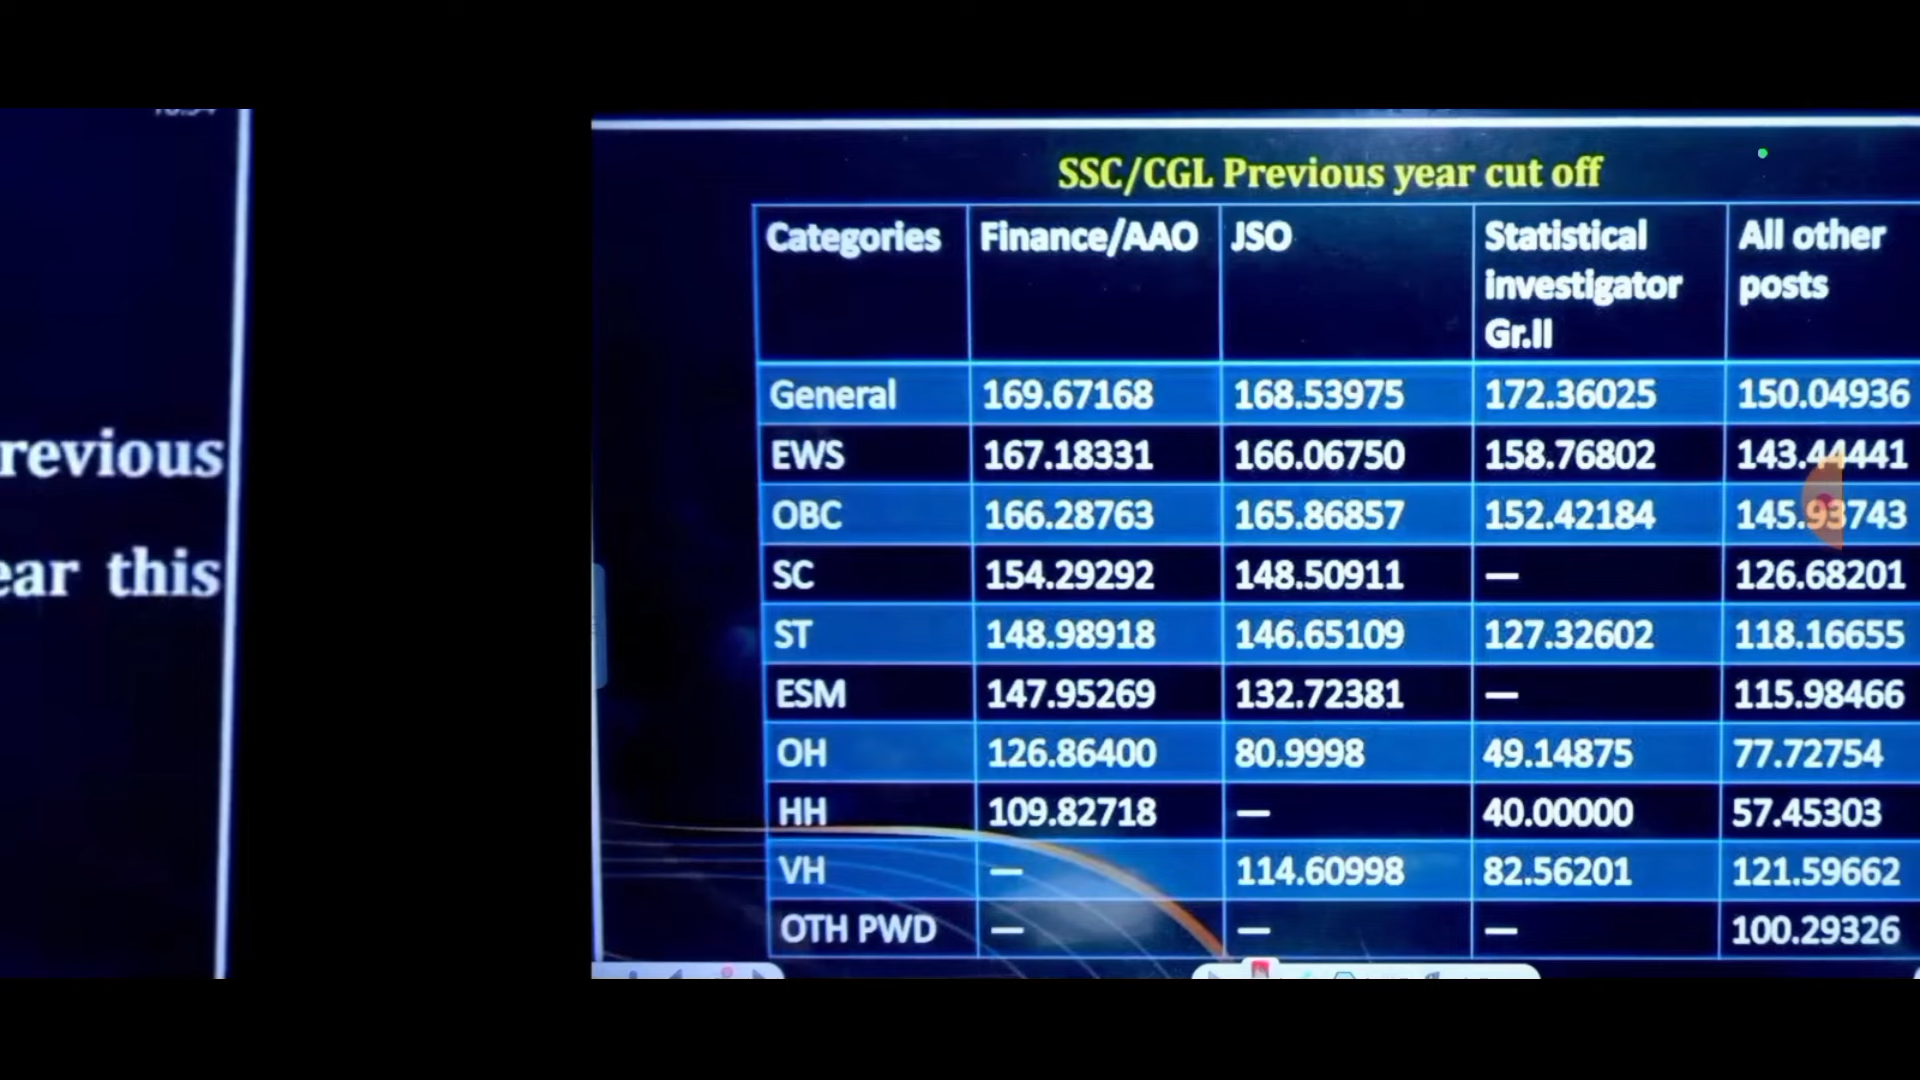 revious
ear this
SSC/CGL Previous year cut off
Categories Finance/AAO JSO Statistical investigator Gr.II All other posts
General 169.67168 168.53975 172.36025 150.04936
EWS 167.18331 166.06750 158.76802 143.44441
OBC 166.28763 165.86857 152.42184 145.93743
SC 154.29292 148.50911 — 126.68201
ST 148.98918 146.65109 127.32602 118.16655
ESM 147.95269 132.72381 — 115.98466
OH 126.86400 80.9998 49.14875 77.72754
HH 109.82718 — 40.00000 57.45303
VH — 114.60998 82.56201 121.59662
OTH PWD — — — 100.29326